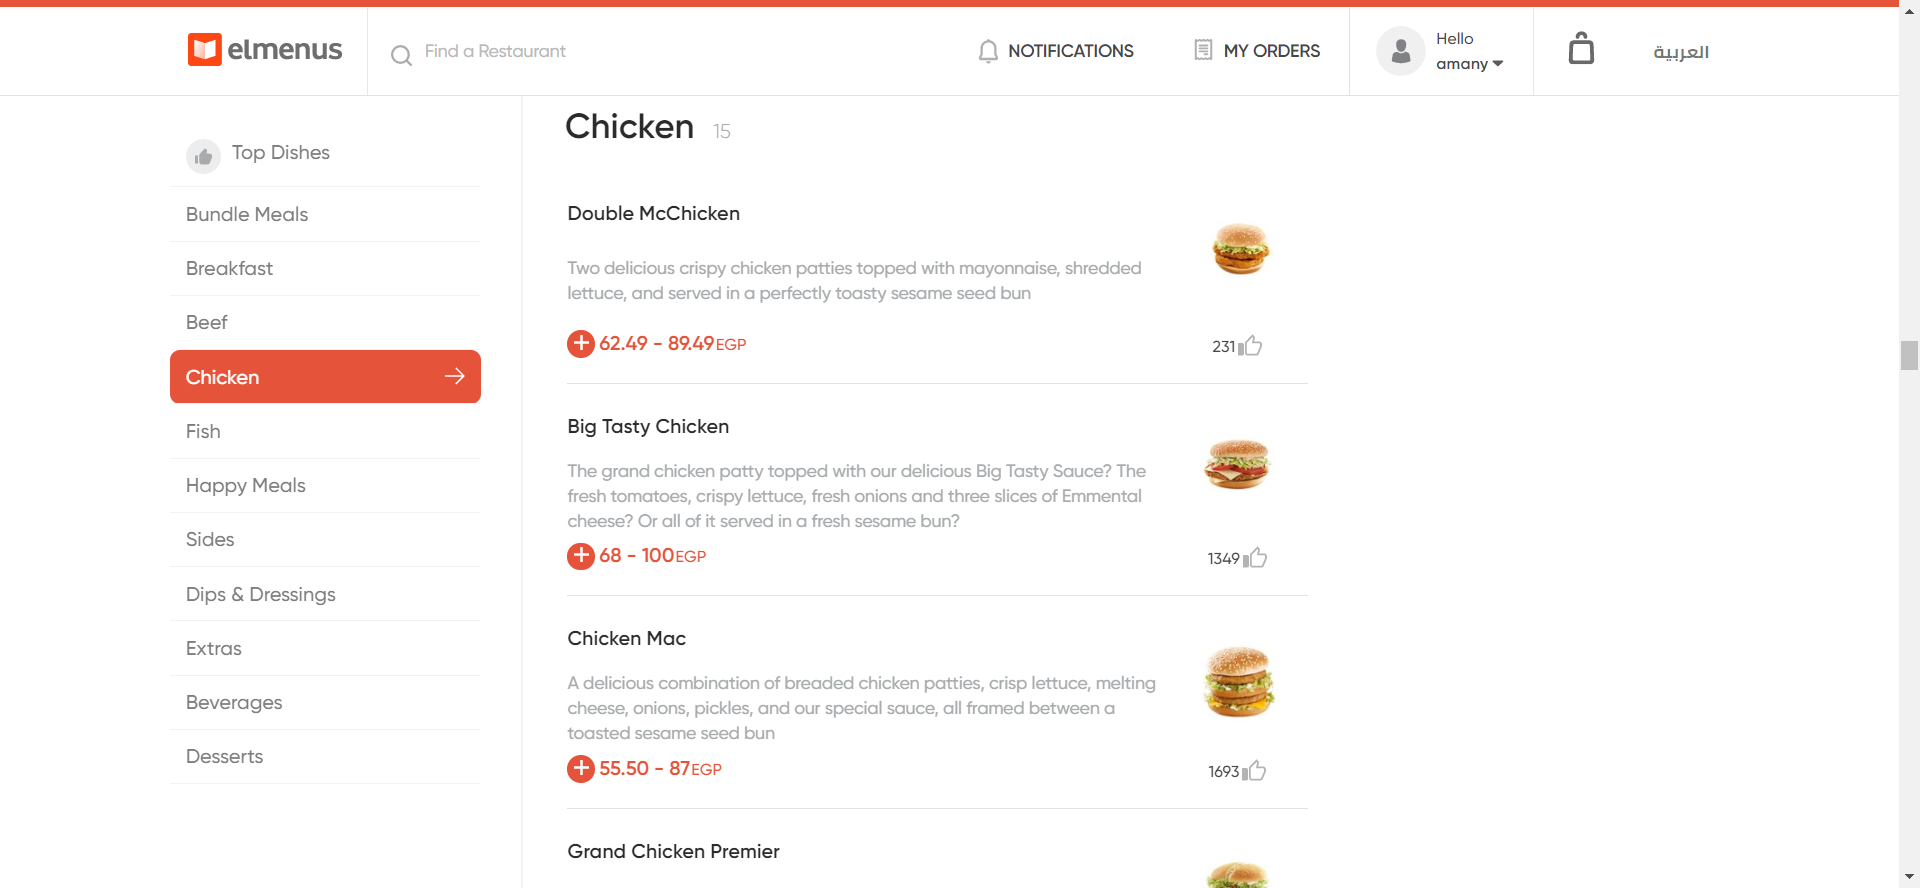 elmenus
Find a Restaurant
NOTIFICATIONS
MY ORDERS
Hello
amany
العربية
Top Dishes
Bundle Meals
Breakfast
Beef
Chicken
Fish
Happy Meals
Sides
Dips & Dressings
Extras
Beverages
Desserts
Chicken 15
Double McChicken
Two delicious crispy chicken patties topped with mayonnaise, shredded
lettuce, and served in a perfectly toasty sesame seed bun
62.49 - 89.49 EGP
231
Big Tasty Chicken
The grand chicken patty topped with our delicious Big Tasty Sauce? The
fresh tomatoes, crispy lettuce, fresh onions and three slices of Emmental
cheese? Or all of it served in a fresh sesame bun?
68 - 100 EGP
1349
Chicken Mac
A delicious combination of breaded chicken patties, crisp lettuce, melting
cheese, onions, pickles, and our special sauce, all framed between a
toasted sesame seed bun
55.50 - 87 EGP
1693
Grand Chicken Premier